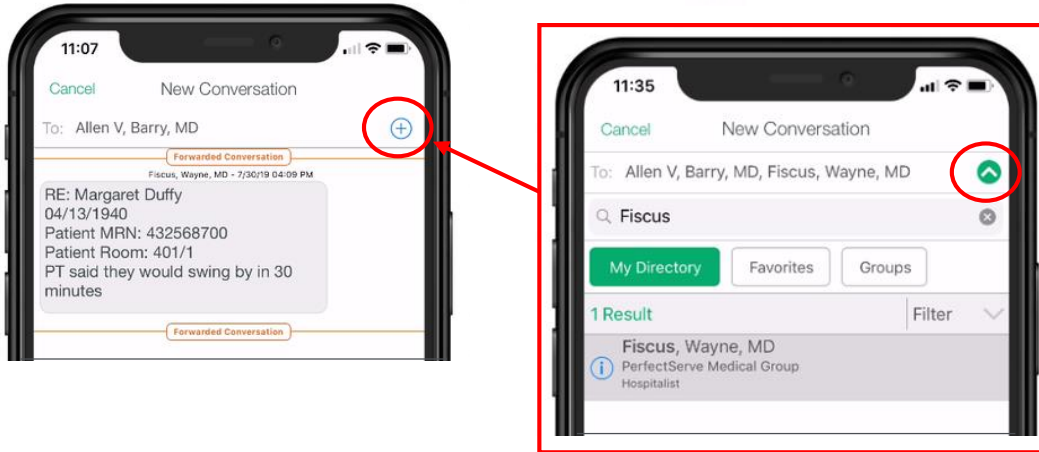 11:07
Cancel New Conversation
To: Allen V, Barry, MD
Forwarded Conversation
Fiscus, Wayne, MD - 7/30/19 04:09 PM
RE: Margaret Duffy
04/13/1940
Patient MRN: 432568700
Patient Room: 401/1
PT said they would swing by in 30
minutes
Forwarded Conversation
11:35
Cancel New Conversation
To: Allen V, Barry, MD, Fiscus, Wayne, MD
Fiscus
My Directory Favorites Groups
1 Result Filter
Fiscus, Wayne, MD
PerfectServe Medical Group
Hospitalist